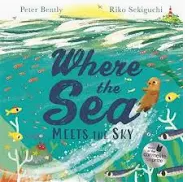 Peter Bently Riko Sekiguchi
Where
the
Sea
MEETS THE SKY